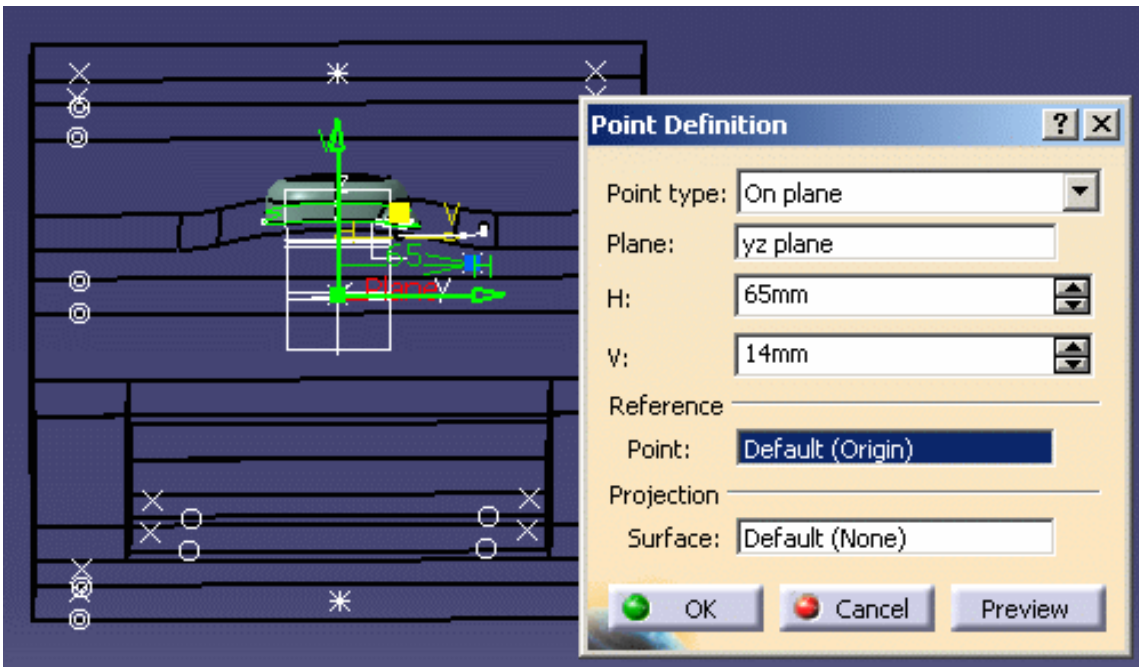 Point Definition
Point type: On plane
Plane: yz plane
H: 65mm
V: 14mm
Reference
Point: Default (Origin)
Projection
Surface: Default (None)
OK Cancel Preview
Z
V
65
H
Plane
y